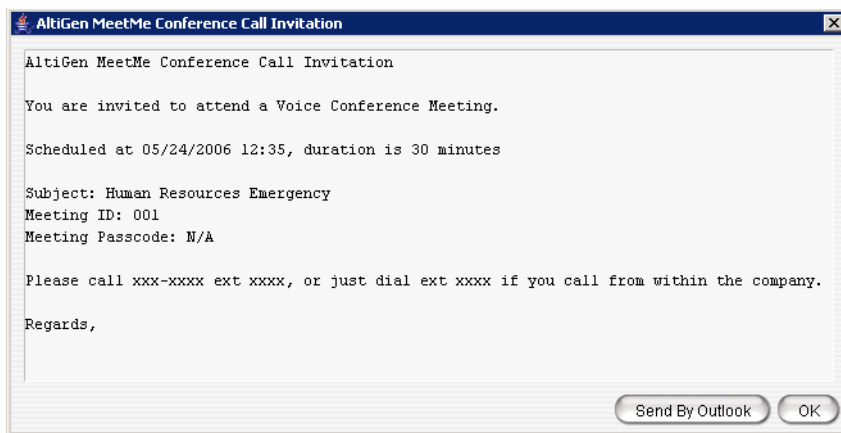 AltiGen MeetMe Conference Call Invitation
AltiGen MeetMe Conference Call Invitation
You are invited to attend a Voice Conference Meeting.
Scheduled at 05/24/2006 12:35, duration is 30 minutes
Subject: Human Resources Emergency
Meeting ID: 001
Meeting Passcode: N/A
Please call xxx-xxxx ext xxxx, or just dial ext xxxx if you call from within the company.
Regards,
Send By Outlook
OK